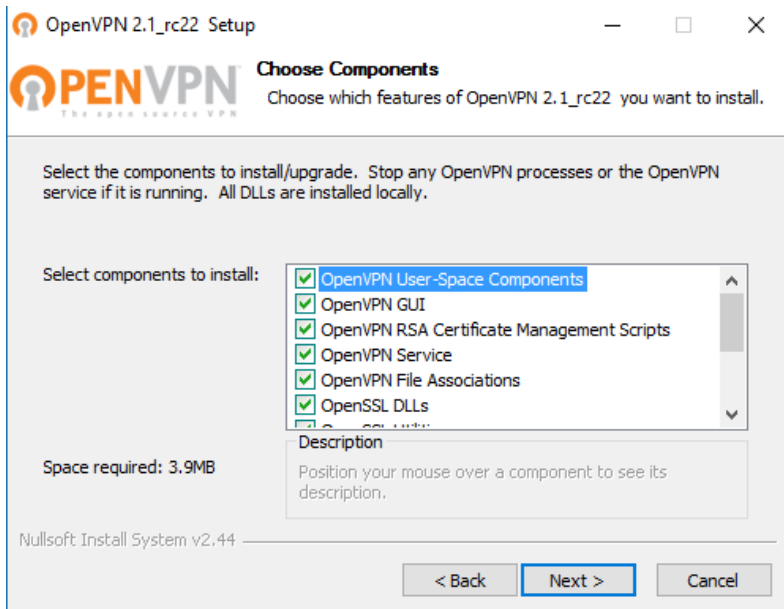 OpenVPN 2.1_rc22 Setup
OPENVPN
The open source VPN
Choose Components
Choose which features of OpenVPN 2.1_rc22 you want to install.
Select the components to install/upgrade. Stop any OpenVPN processes or the OpenVPN
service if it is running. All DLLs are installed locally.
Select components to install:
OpenVPN User-Space Components
OpenVPN GUI
OpenVPN RSA Certificate Management Scripts
OpenVPN Service
OpenVPN File Associations
OpenSSL DLLs
Space required: 3.9MB
Description
Position your mouse over a component to see its
description.
Nullsoft Install System v2.44
< Back
Next >
Cancel